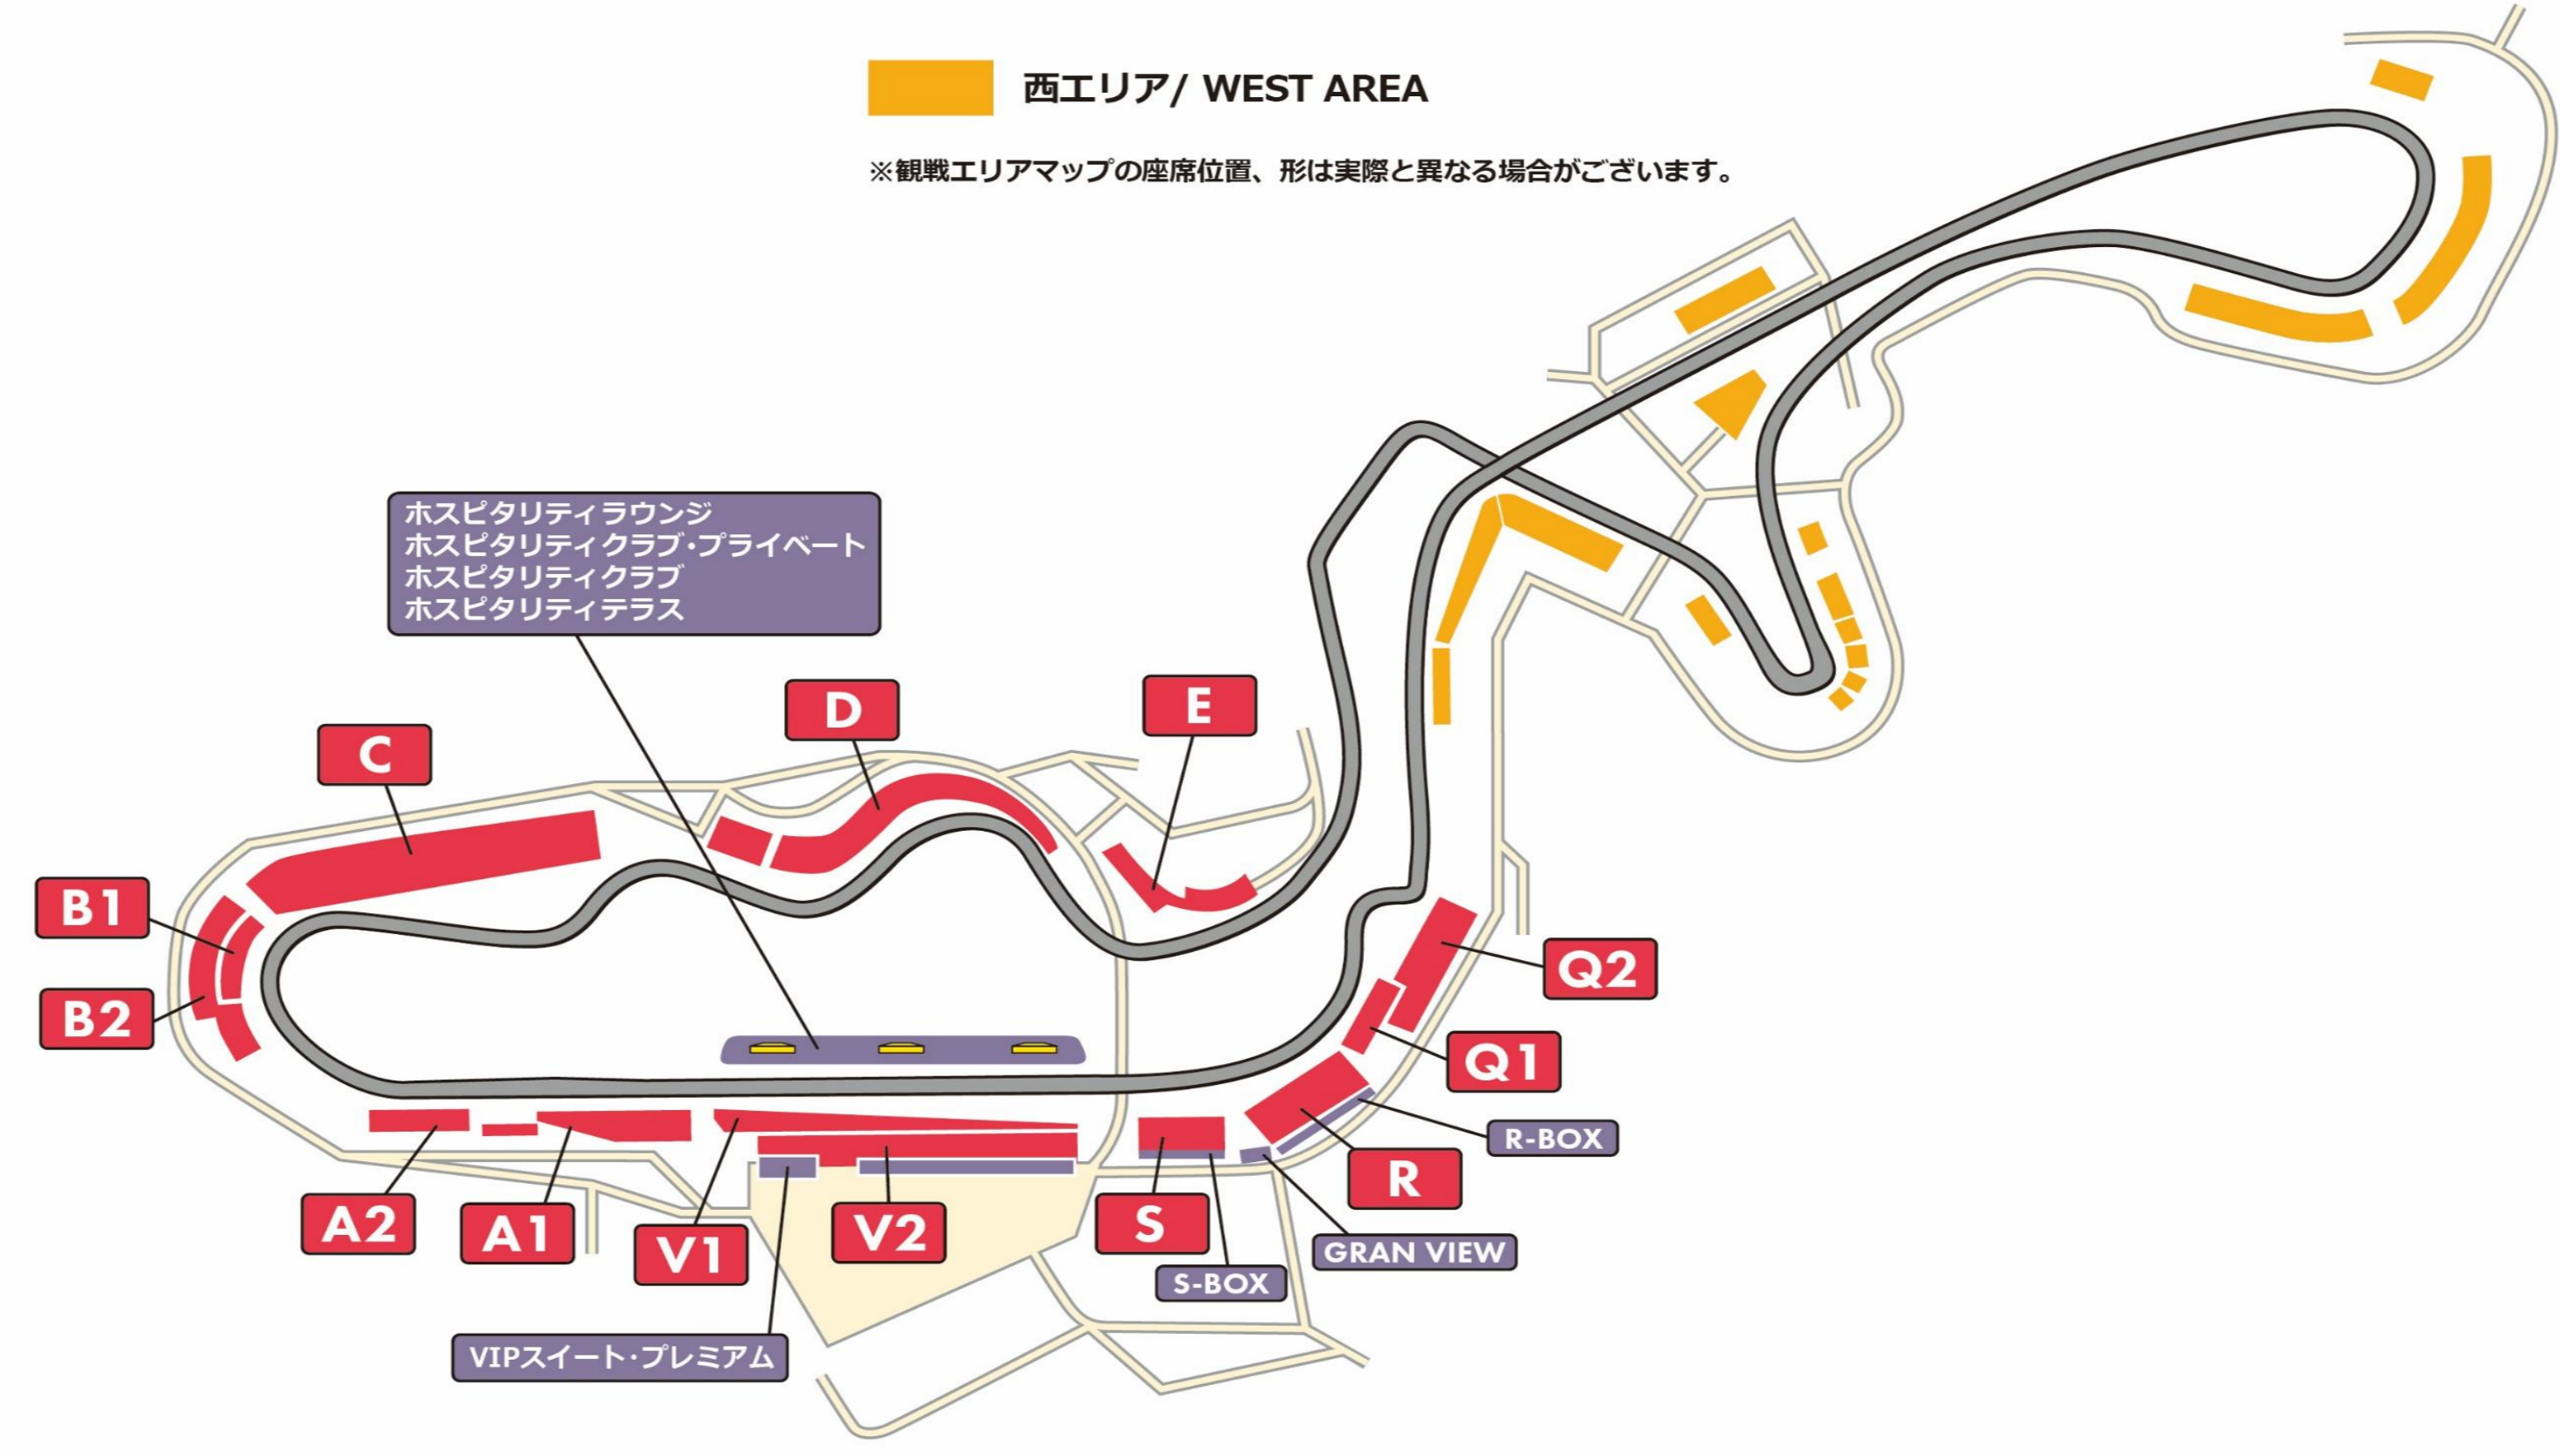 西エリア/ WEST AREA
※観戦エリアマップの座席位置、形は実際と異なる場合がございます。
ホスピタリティラウンジ
ホスピタリティクラブ･プライベート
ホスピタリティクラブ
ホスピタリティテラス
D
E
C
B1
B2
Q2
Q1
R-BOX
R
A2
A1
V1
V2
S
GRAN VIEW
S-BOX
VIPスイート･プレミアム